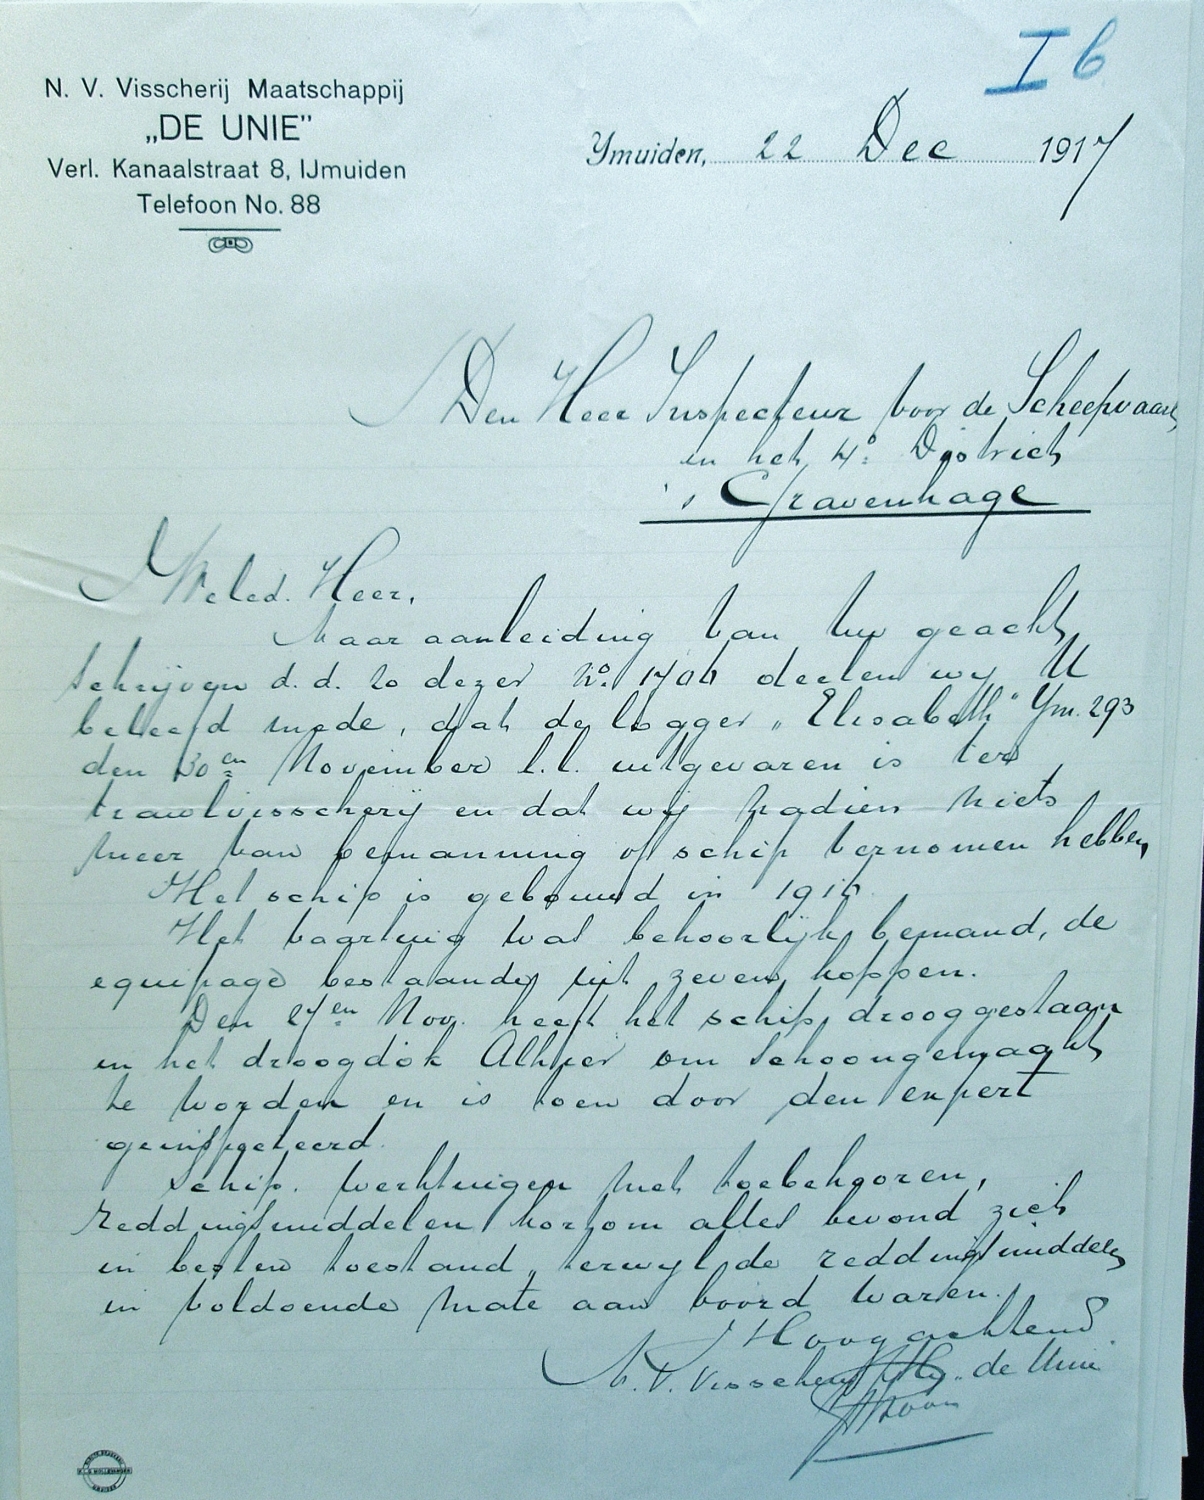 I 6
N. V. Visscherij Maatschappij
„DE UNIE”
Verl. Kanaalstraat 8, IJmuiden
Telefoon No. 88
Ymuiden, 22 Dec 1917
Den Heer Inspecteur voor de Scheepvaart
in het 4e District
's Gravenhage
Weled. Heer,
Naar aanleiding van Uw geacht
schrijven d.d. 20 dezer No. 1706 deelen wij U
beleefd mede, dat de logger „Elisabeth" Ym. 293
den 30en November l.l. uitgevaren is ter
trawlvisscherij en dat wij nadien niets
meer van bemanning of schip vernomen hebben,
Het schip is gebouwd in
Het vaartuig was behoorlijk bemand, de
equipage bestaande uit zeven koppen.
Den 27en Nov. heeft het schip drooggestaan
in het droogdok Alhier om schoongemaakt
te worden en is toen door den expert
geinspecteerd.
Schip. werktuigen met toebehooren,
reddingsmiddelen kortom alles bevond zich
in besten toestand, terwijl de reddingsmiddelen
in voldoende mate aan boord waren.
Hoogachtend
N.V. Visscherij My. „de Unie